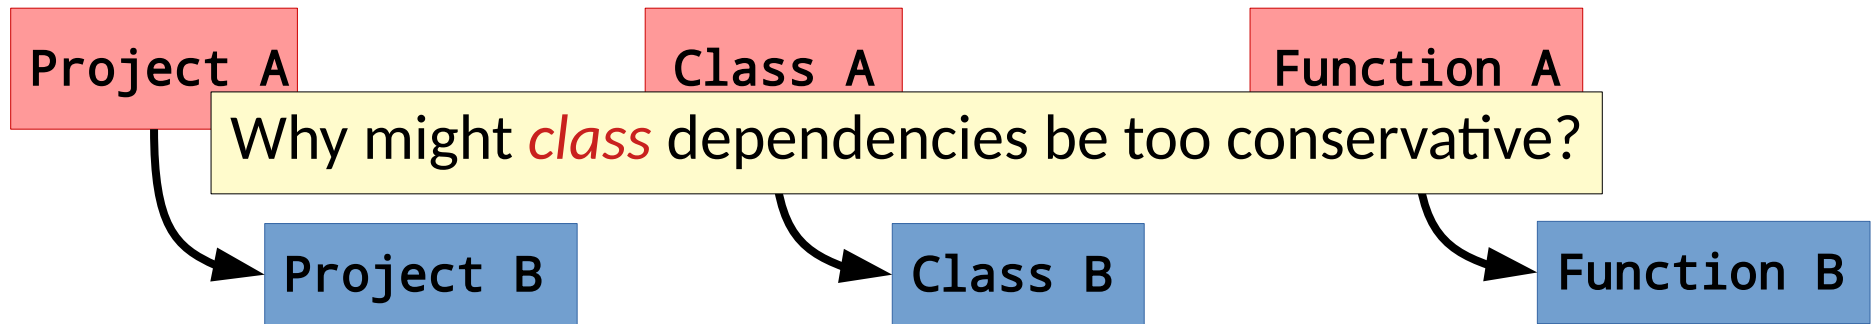 Project A
Class A
Function A
Why might class dependencies be too conservative?
Project B
Class B
Function B